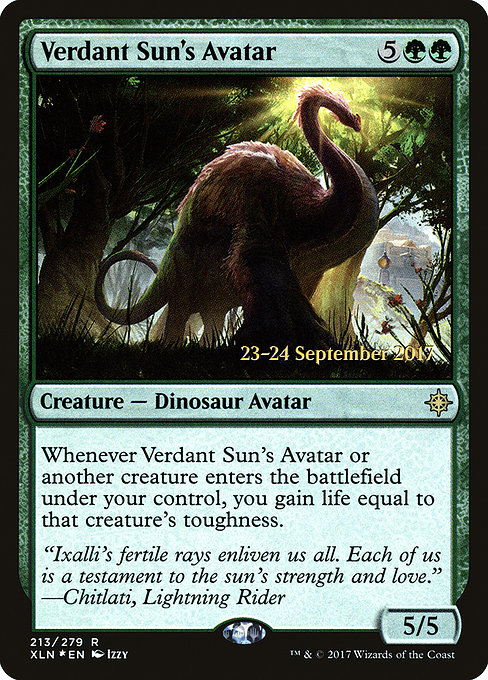 Verdant Sun's Avatar 5
23–24 September 2017
Creature — Dinosaur Avatar
Whenever Verdant Sun's Avatar or
another creature enters the battlefield
under your control, you gain life equal to
that creature's toughness.
“Ixalli's fertile rays enliven us all. Each of us
is a testament to the sun's strength and love.”
—Chitlati, Lightning Rider
5/5
213/279 R
XLN ★ EN Izzy
™ & © 2017 Wizards of the Coast